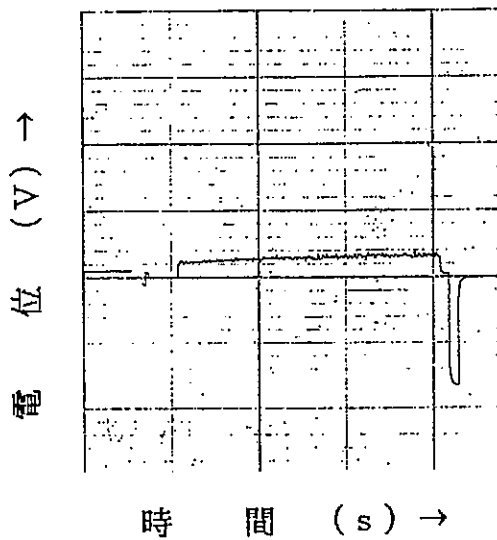 電位 (V) →
時間 (s) →